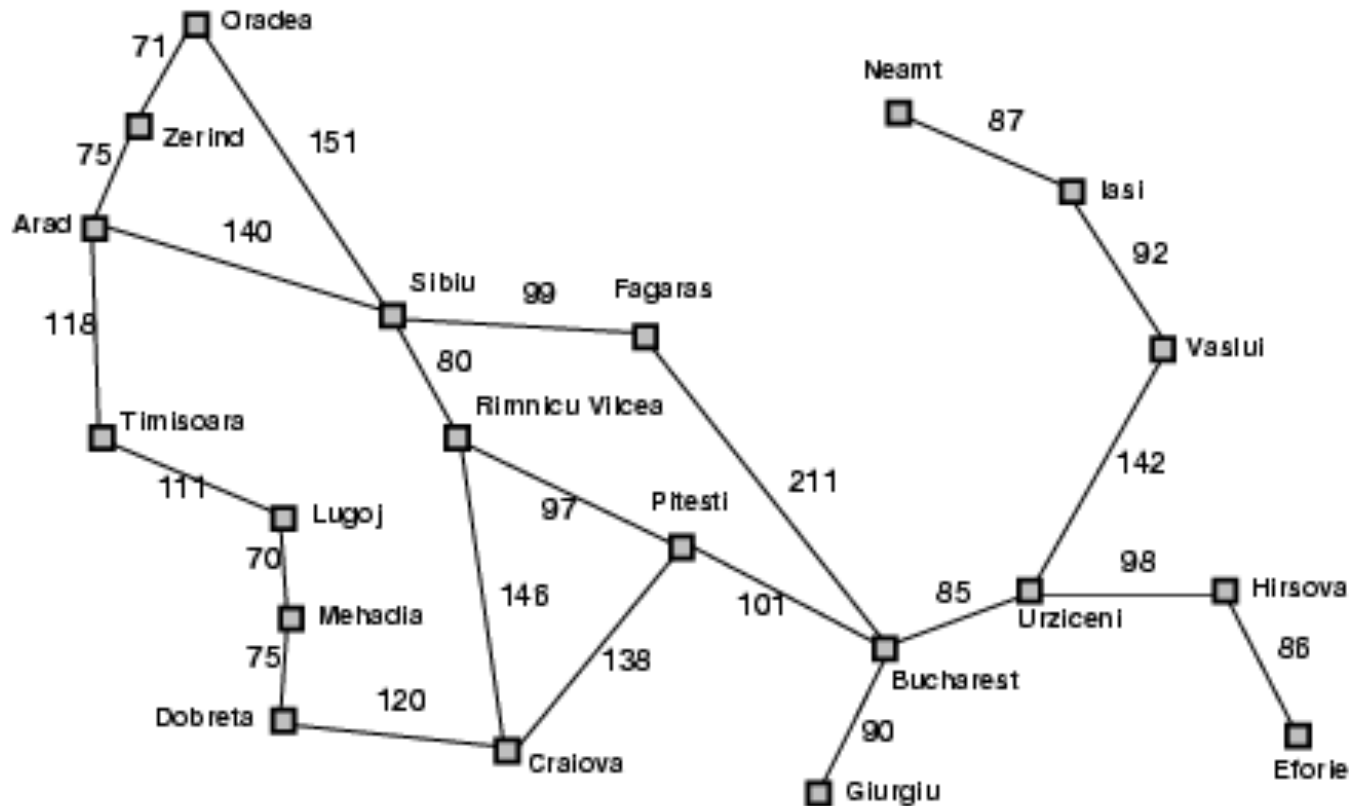 Oradea
71
Neamt
87
Zerind
151
75
Iasi
Arad
140
92
Sibiu
99
Fagaras
118
Vaslui
80
Rimnicu Vilcea
Timisoara
142
211
111
Lugoj
97
Pitesti
70
98
146
101
85
Hirsova
Mehadia
Urziceni
86
75
138
Bucharest
Dobreta
120
90
Craiova
Eforie
Giurgiu